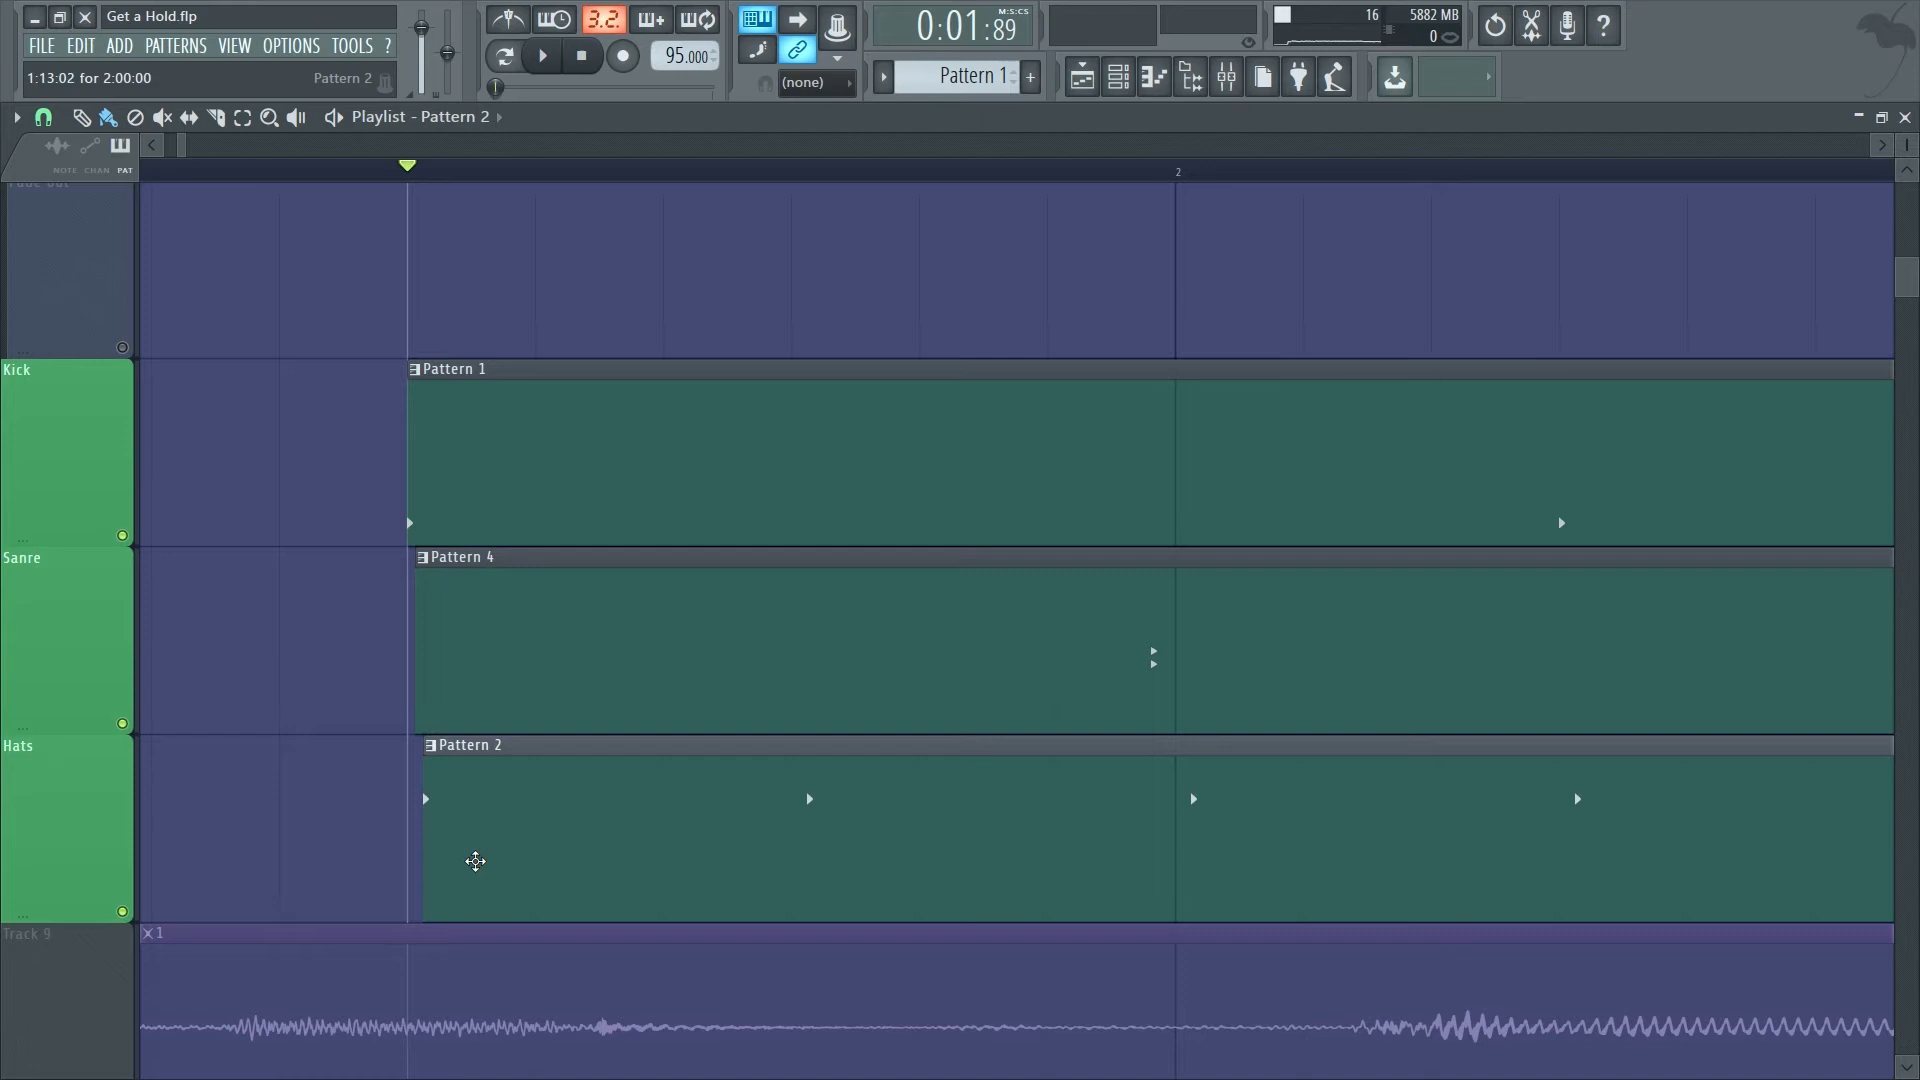 Get a Hold.flp
FILE EDIT ADD PATTERNS VIEW OPTIONS TOOLS ?
1:13:02 for 2:00:00 Pattern 2
3.2.
95.000
(none)
0:01:89
M:S:CS
Pattern 1
16
5882 MB
0
?
Playlist - Pattern 2
NOTE CHAN PAT
2
Fade out
Kick
Pattern 1
Sanre
Pattern 4
Hats
Pattern 2
Track 9
1